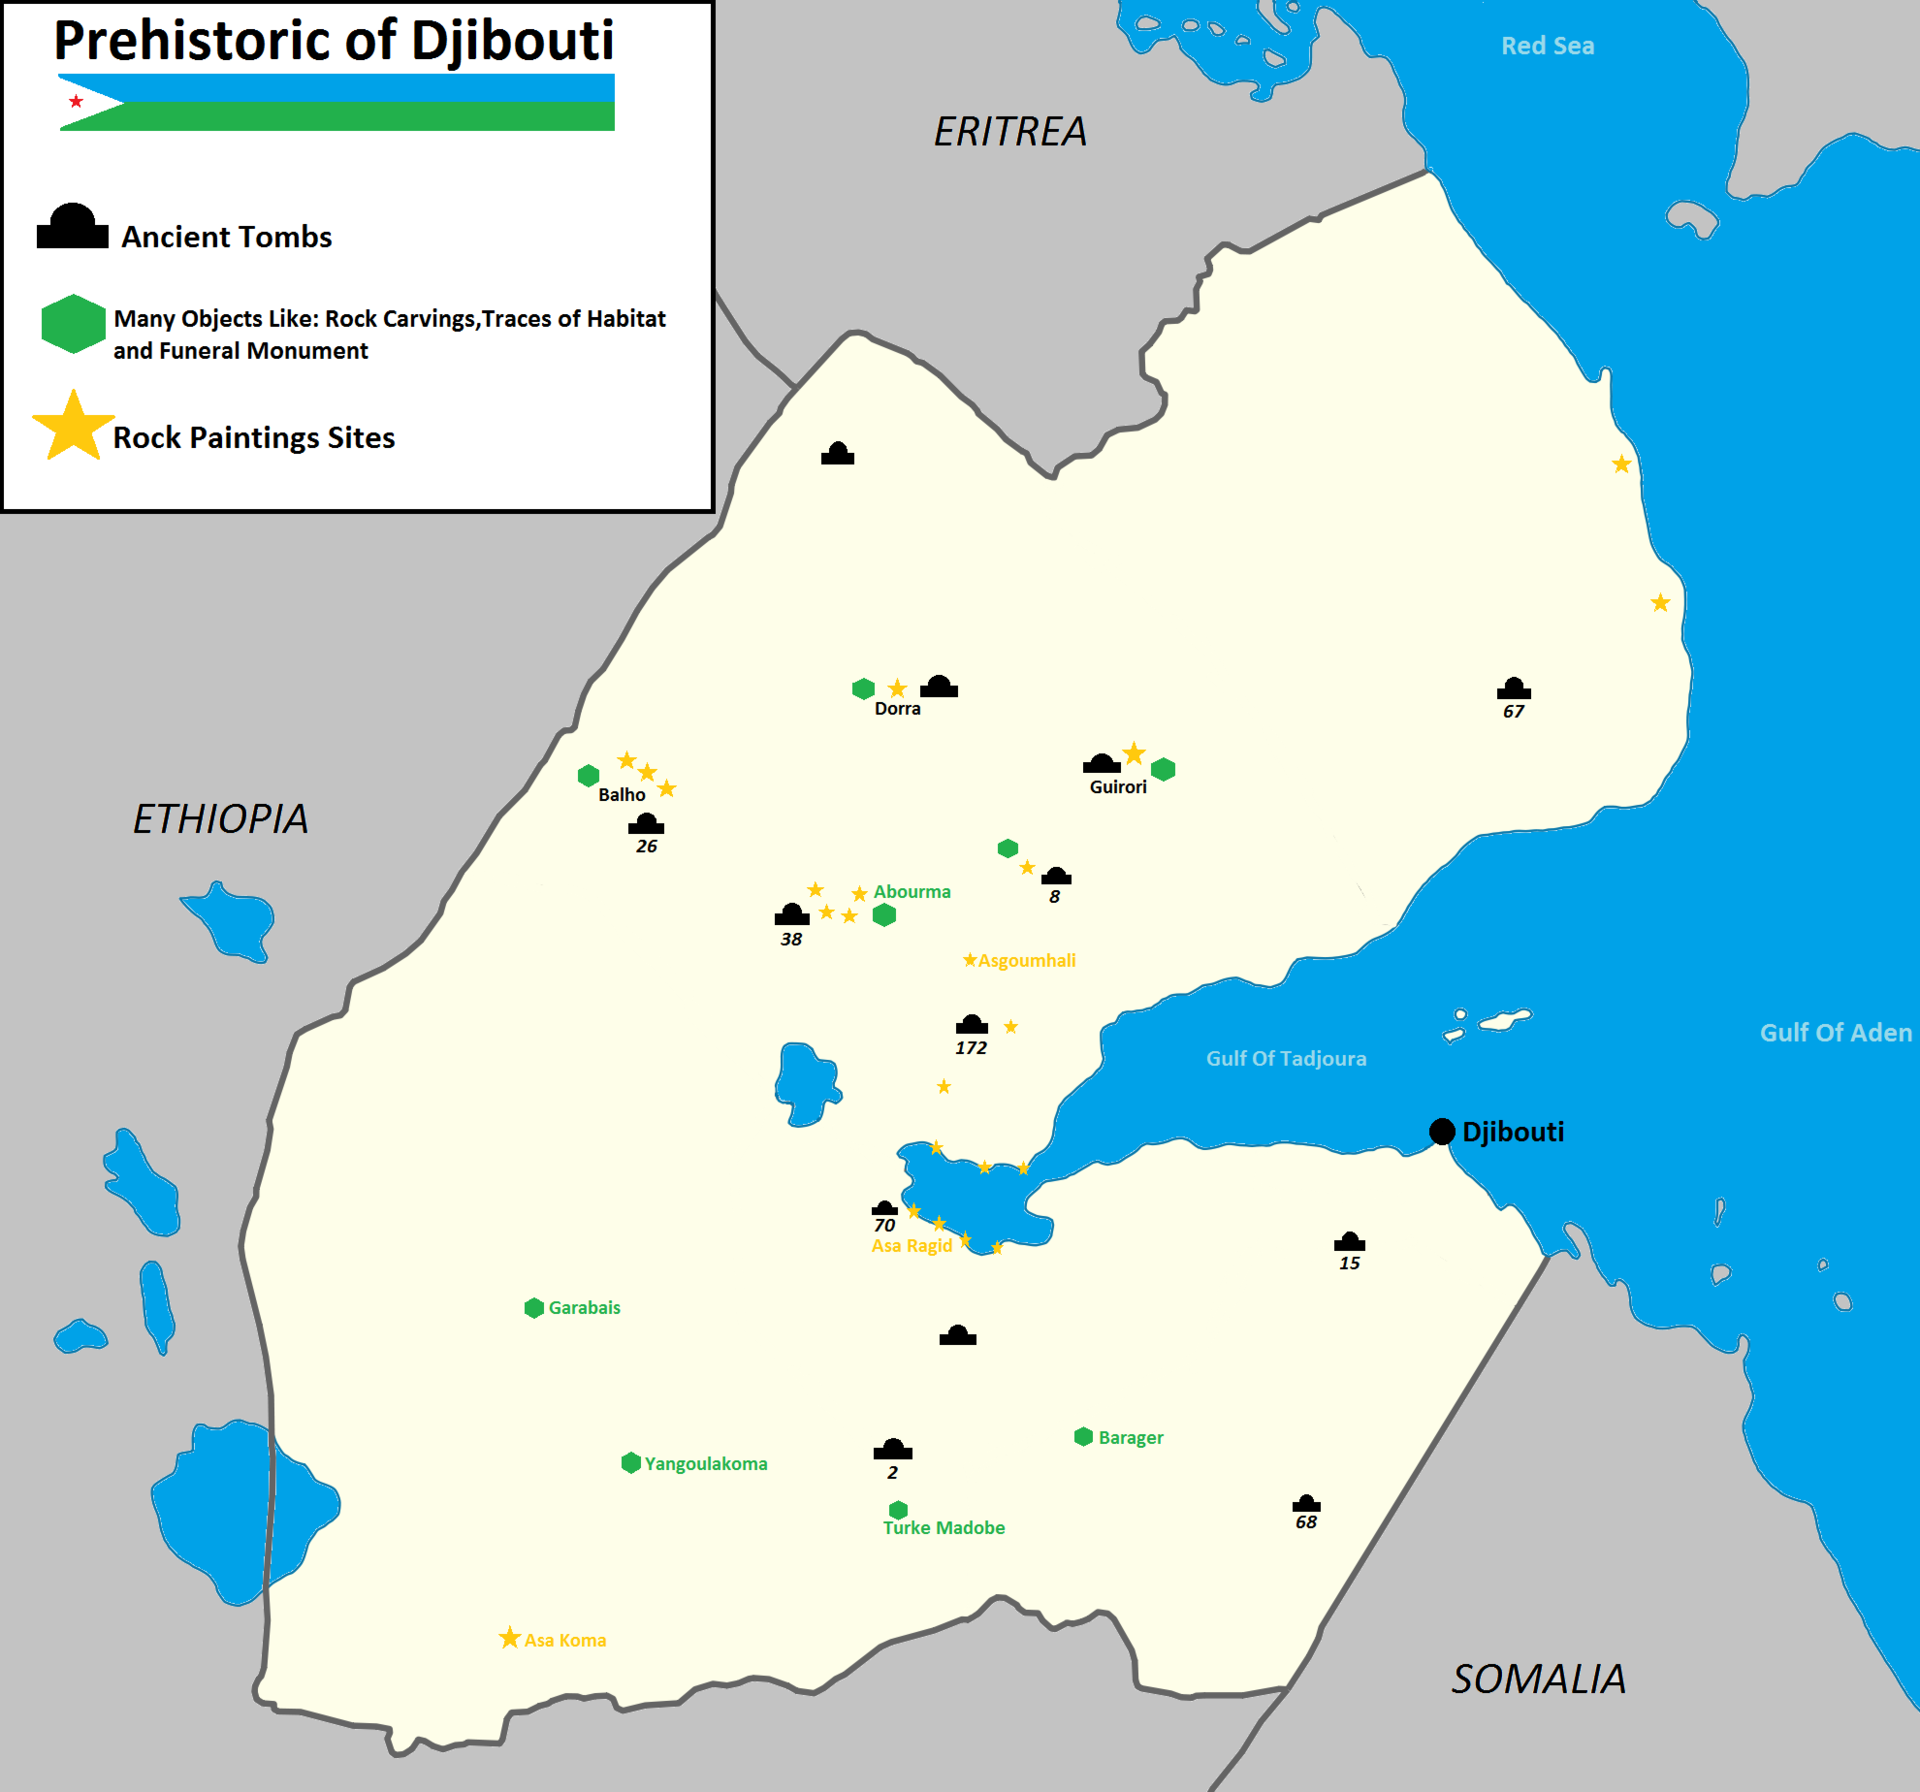 Prehistoric of Djibouti
Ancient Tombs
Many Objects Like: Rock Carvings,Traces of Habitat
and Funeral Monument
Rock Paintings Sites
Red Sea
ERITREA
Dorra
67
Guirori
Balho
ETHIOPIA
26
Abourma
8
38
Asgoumhali
172
Gulf Of Aden
Gulf Of Tadjoura
Djibouti
70
Asa Ragid
15
Garabais
Barager
Yangoulakoma
2
Turke Madobe
68
Asa Koma
SOMALIA